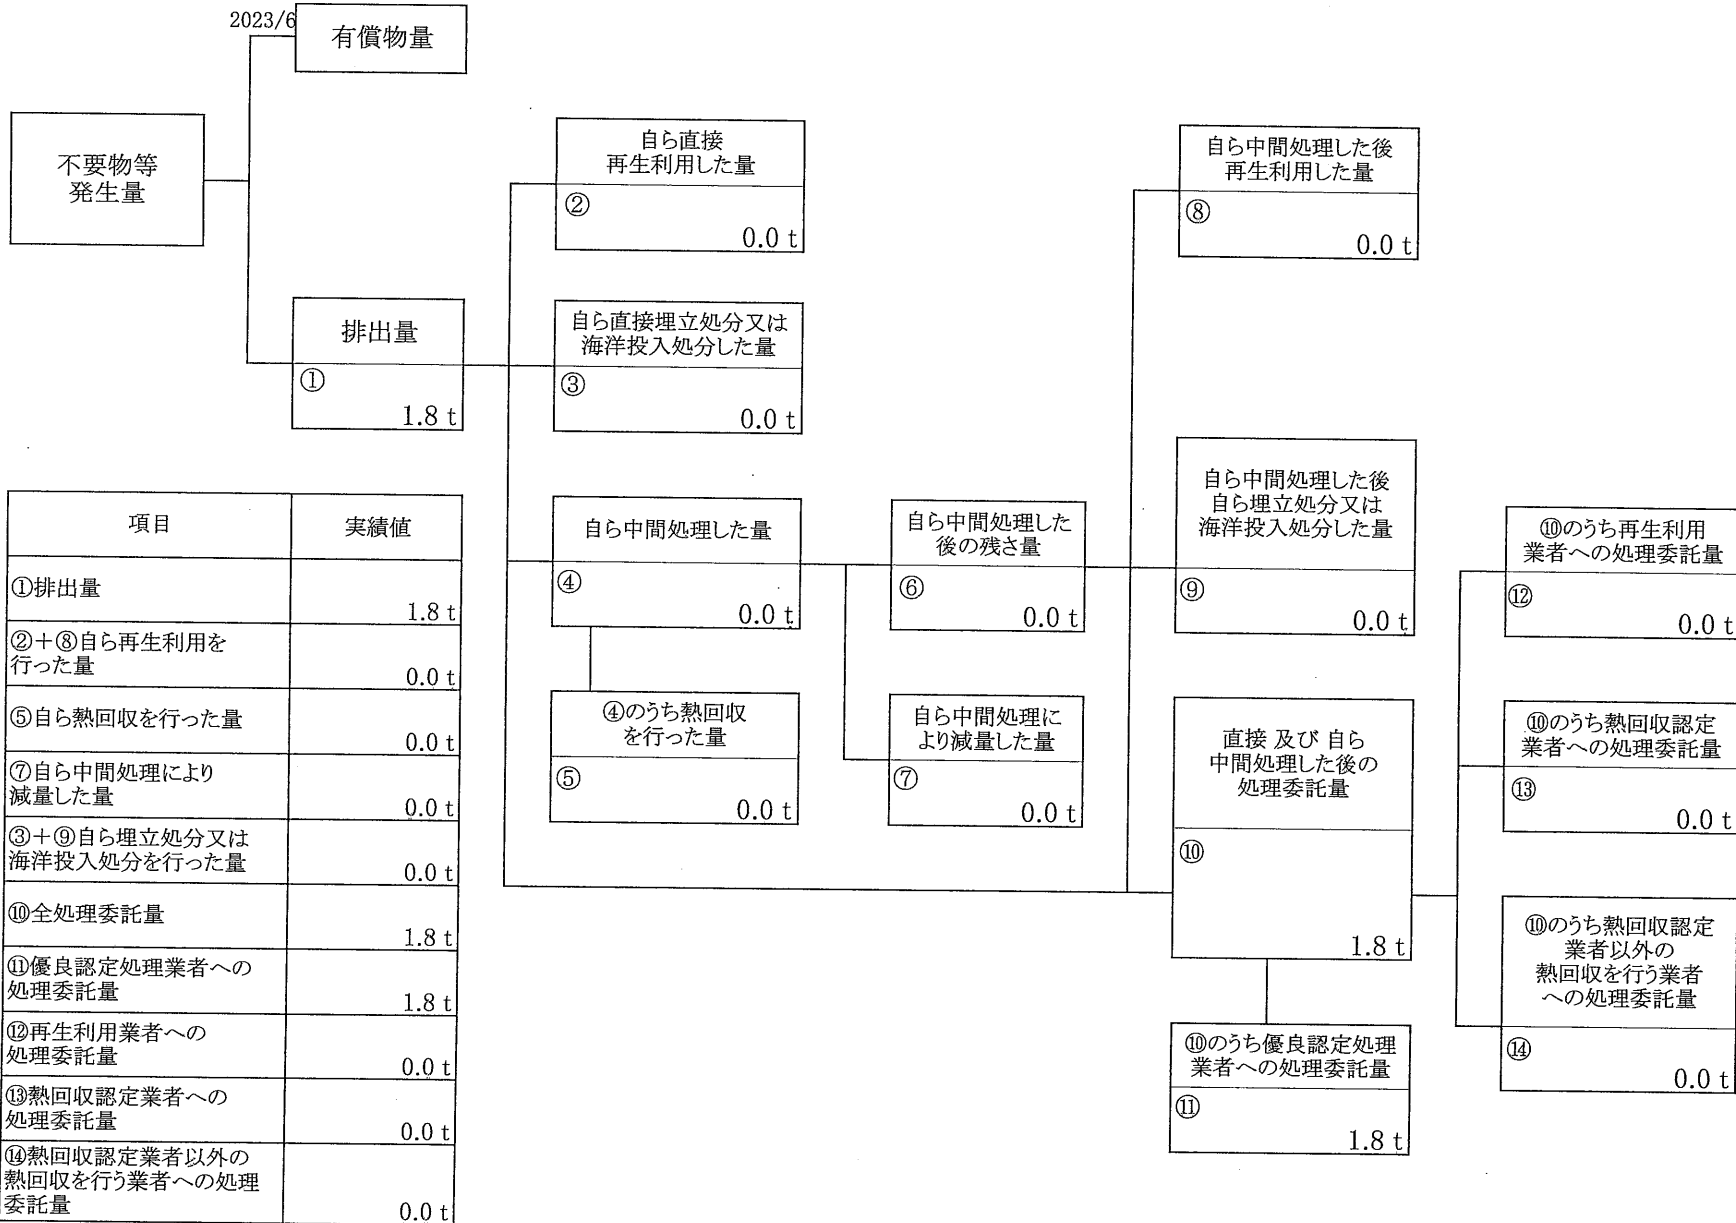 2023/6
有償物量
不要物等
発生量
排出量
①
1.8 t
自ら直接
再生利用した量
②
0.0 t
自ら直接埋立処分又は
海洋投入処分した量
③
0.0 t
自ら中間処理した量
④
0.0 t
④のうち熱回収
を行った量
⑤
0.0 t
自ら中間処理した
後の残さ量
⑥
0.0 t
自ら中間処理に
より減量した量
⑦
0.0 t
自ら中間処理した後
再生利用した量
⑧
0.0 t
自ら中間処理した後
自ら埋立処分又は
海洋投入処分した量
⑨
0.0 t
直接 及び 自ら
中間処理した後の
処理委託量
⑩
1.8 t
⑩のうち優良認定処理
業者への処理委託量
⑪
1.8 t
⑩のうち再生利用
業者への処理委託量
⑫
0.0 t
⑩のうち熱回収認定
業者への処理委託量
⑬
0.0 t
⑩のうち熱回収認定
業者以外の
熱回収を行う業者
への処理委託量
⑭
0.0 t
項目 実績値
①排出量
1.8 t
②+⑧自ら再生利用を
行った量
0.0 t
⑤自ら熱回収を行った量
0.0 t
⑦自ら中間処理により
減量した量
0.0 t
③+⑨自ら埋立処分又は
海洋投入処分を行った量
0.0 t
⑩全処理委託量
1.8 t
⑪優良認定処理業者への
処理委託量
1.8 t
⑫再生利用業者への
処理委託量
0.0 t
⑬熱回収認定業者への
処理委託量
0.0 t
⑭熱回収認定業者以外の
熱回収を行う業者への処理
委託量
0.0 t